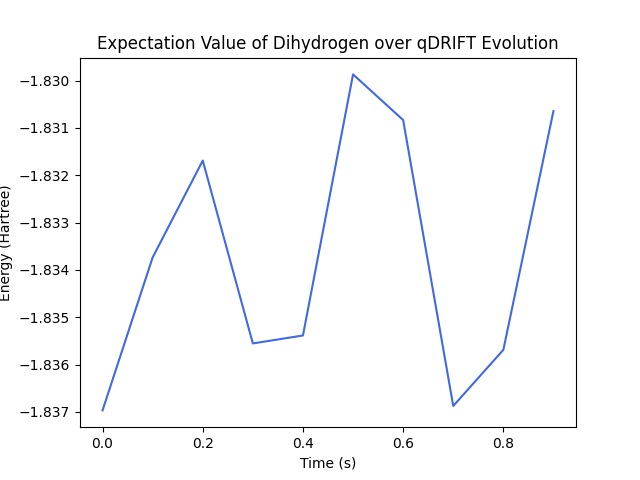 Expectation Value of Dihydrogen over qDRIFT Evolution
Energy (Hartree)
−1.830
−1.831
−1.832
−1.833
−1.834
−1.835
−1.836
−1.837
0.0 0.2 0.4 0.6 0.8
Time (s)